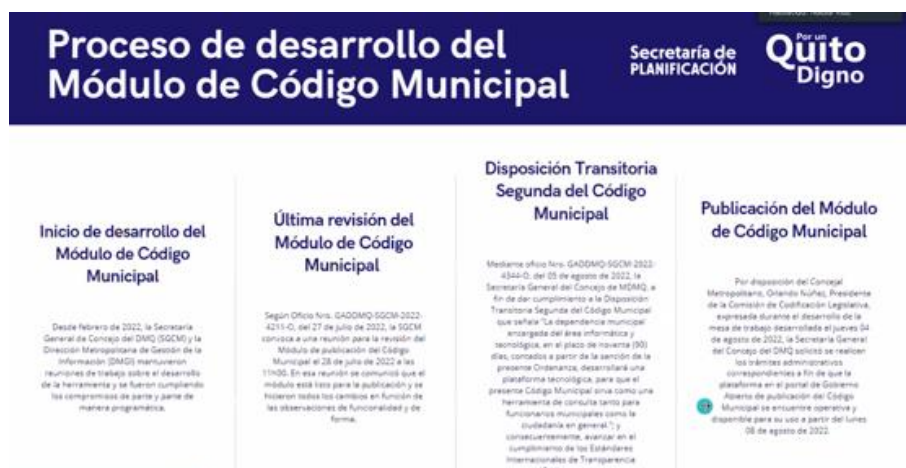 Proceso de desarrollo del
Módulo de Código Municipal
Secretaría de
PLANIFICACIÓN
Por un
Quito
Digno
Inicio de desarrollo del
Módulo de Código
Municipal
Desde febrero de 2022, la Secretaría
General de Concejo del DMQ (SGCM) y la
Dirección Metropolitana de Gestión de la
Información (DMGI) mantuvieron
reuniones de trabajo sobre el desarrollo
de la herramienta y se fueron cumpliendo
los compromisos de parte y parte de
manera programática.
Última revisión del
Módulo de Código
Municipal
Según Oficio Nro. GADDMQ-SGCM-2022-
4211-O, del 27 de julio de 2022, la SGCM
convoca a una reunión para la revisión del
Módulo de publicación del Código
Municipal el 28 de julio de 2022 a las
11H00. En esa reunión se comunicó que el
módulo está listo para la publicación y se
hicieron todos los cambios en función de
las observaciones de funcionalidad y de
forma.
Disposición Transitoria
Segunda del Código
Municipal
Mediante oficio Nro. GADDMQ-SGCM-2022-
4344-O, del 05 de agosto de 2022, la
Secretaría General del Concejo de MDMQ, a
fin de dar cumplimiento a la Disposición
Transitoria Segunda del Código Municipal
que señala "La dependencia municipal
encargada del área informática y
tecnológica, en el plazo de noventa (90)
días, contados a partir de la sanción de la
presente Ordenanza, desarrollará una
plataforma tecnológica, para que el
presente Código Municipal sirva como una
herramienta de consulta tanto para
funcionarios municipales como la
ciudadanía en general."; y
consecuentemente, avanzar en el
cumplimiento de los Estándares
Internacionales de Transparencia
Publicación del Módulo
de Código Municipal
Por disposición del Concejal
Metropolitano, Orlando Núñez, Presidente
de la Comisión de Codificación Legislativa,
expresada durante el desarrollo de la
mesa de trabajo desarrollada el jueves 04
de agosto de 2022, la Secretaría General
del Concejo del DMQ solicitó se realicen
los trámites administrativos
correspondientes a fin de que la
plataforma en el portal de Gobierno
Abierto de publicación del Código
Municipal se encuentre operativa y
disponible para su uso a partir del lunes
08 de agosto de 2022.